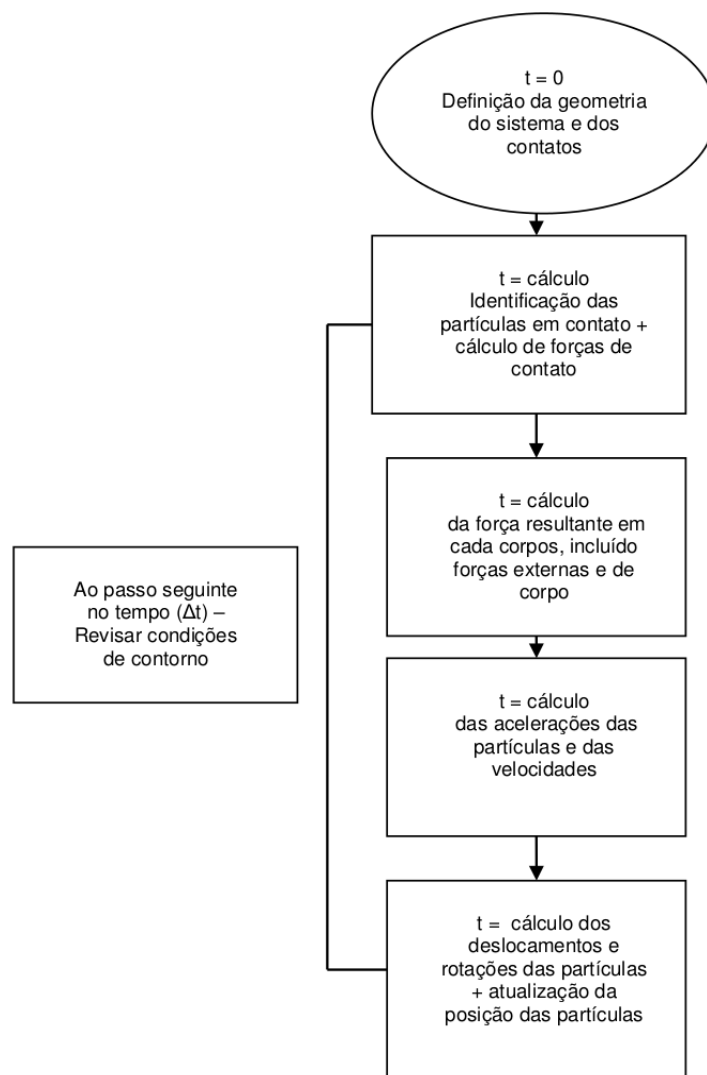 t = 0
Definição da geometria
do sistema e dos
contatos
t = cálculo
Identificação das
partículas em contato +
cálculo de forças de
contato
t = cálculo
da força resultante em
cada corpos, incluído
forças externas e de
corpo
Ao passo seguinte
no tempo (Δt) –
Revisar condições
de contorno
t = cálculo
das acelerações das
partículas e das
velocidades
t =  cálculo dos
deslocamentos e
rotações das partículas
+ atualização da
posição das partículas